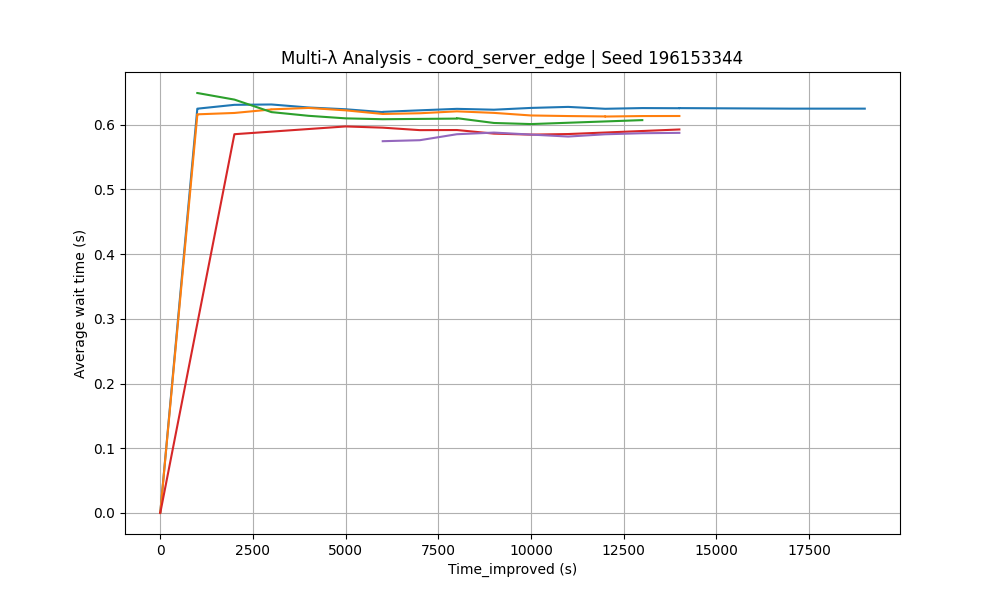 Multi-λ Analysis - coord_server_edge | Seed 196153344
Average wait time (s)
0.6
0.5
0.4
0.3
0.2
0.1
0.0
0 2500 5000 7500 10000 12500 15000 17500
Time_improved (s)